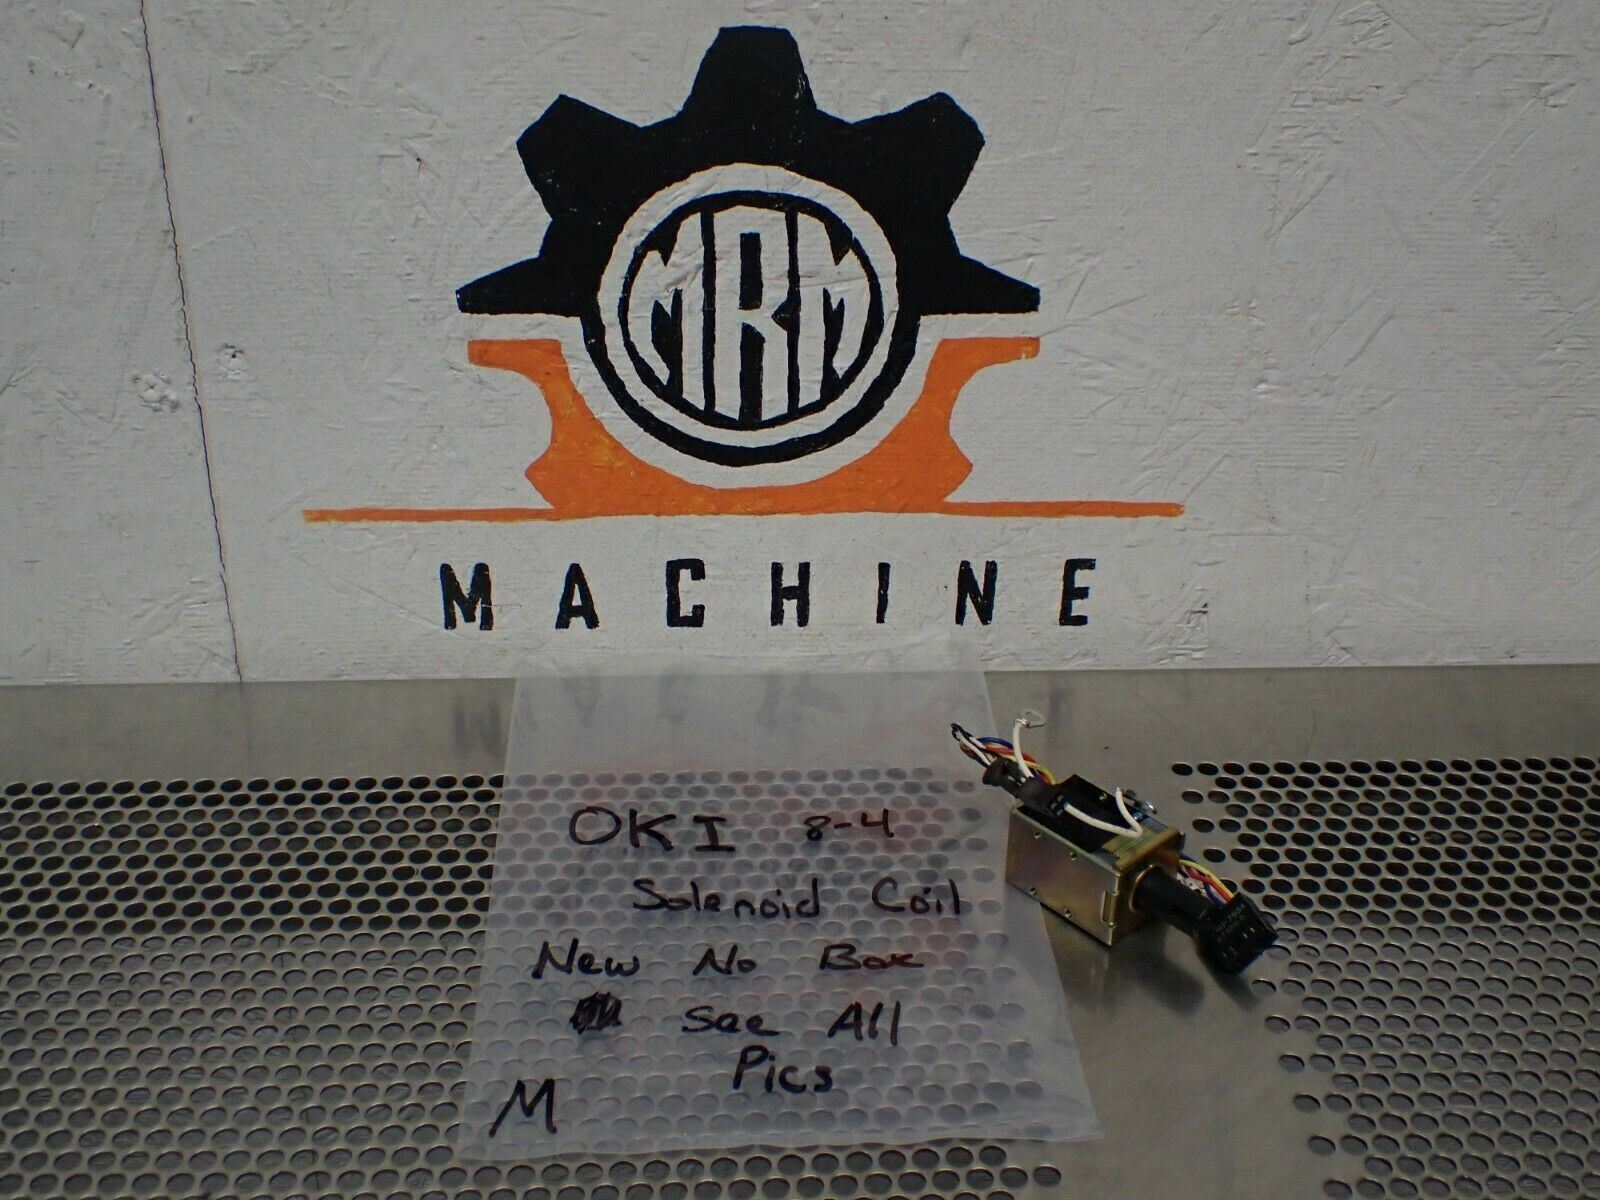 MRM
MACHINE
OKI 8-4
Solenoid Coil
New No Box
See All
Pics
M